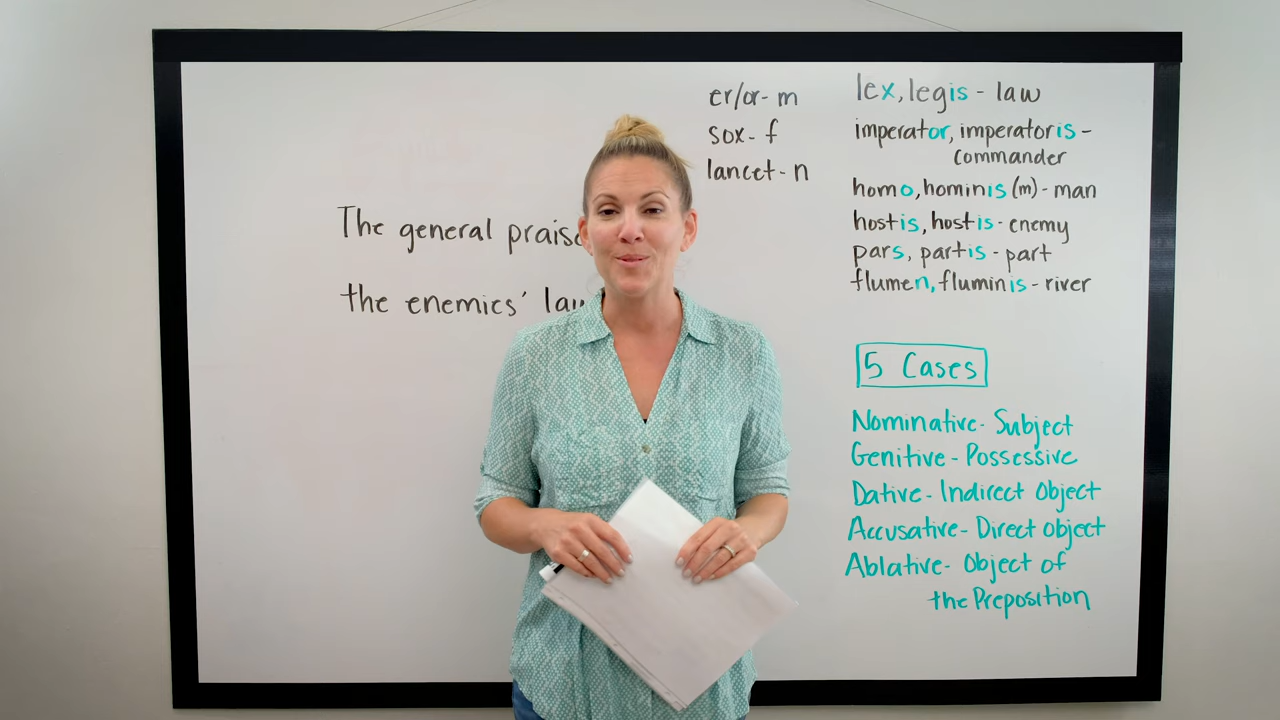 The general prais
the enemies' law
er/or- m
sox- f
lancet- n
lex, legis - law
imperator, imperatoris -
commander
homo, hominis (m) - man
hostis, hostis - enemy
pars, partis - part
flumen, fluminis - river
5 Cases
Nominative- Subject
Genitive - Possessive
Dative - Indirect Object
Accusative- Direct object
Ablative- Object of
the Preposition